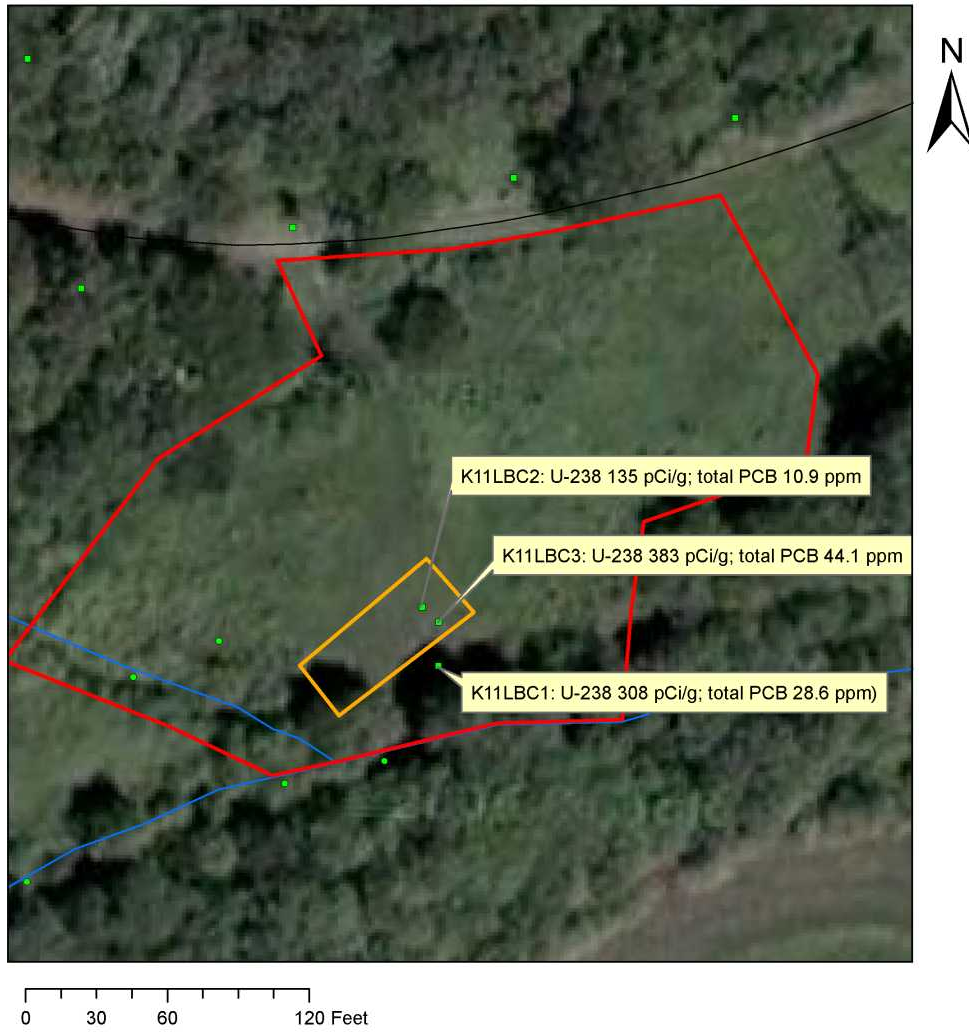 N
K11LBC2: U-238 135 pCi/g; total PCB 10.9 ppm
K11LBC3: U-238 383 pCi/g; total PCB 44.1 ppm
K11LBC1: U-238 308 pCi/g; total PCB 28.6 ppm)
0 30 60 120 Feet